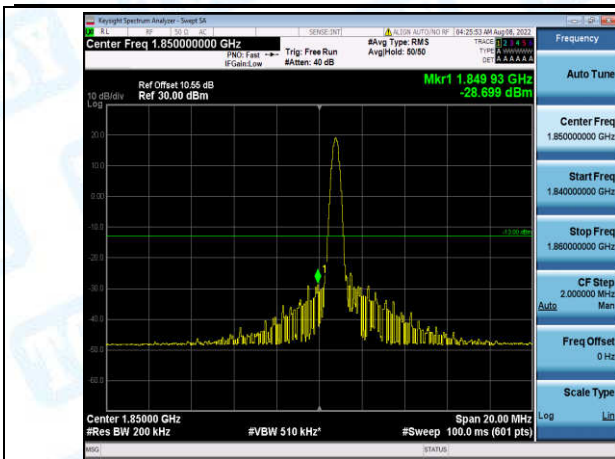 Keysight Spectrum Analyzer - Swept SA
RL RF 50 Ω AC SENSE:INT ALIGN AUTO/NO RF 04:25:53 AM Aug 06, 2022
Center Freq 1.850000000 GHz #Avg Type: RMS TRACE 1 2 3 4 5 6 Frequency
PNO: Fast Trig: Free Run Avg|Hold: 50/50 TYPE
IFGain:Low #Atten: 40 dB DET A A A A A A
Mkr1 1.849 93 GHz Auto Tune
Ref Offset 10.55 dB
10 dB/div Ref 30.00 dBm -28.699 dBm
Log
Center Freq
1.850000000 GHz
20.0
10.0
Start Freq
1.840000000 GHz
0.00
Stop Freq
1.860000000 GHz
-10.0
-13.00 dBm
-20.0
CF Step
2.000000 MHz
Auto Man
-30.0
-40.0
Freq Offset
0 Hz
-50.0
-60.0
Scale Type
Log Lin
Center 1.85000 GHz Span 20.00 MHz
#Res BW 200 kHz #VBW 510 kHz* #Sweep 100.0 ms (601 pts)
MSG STATUS